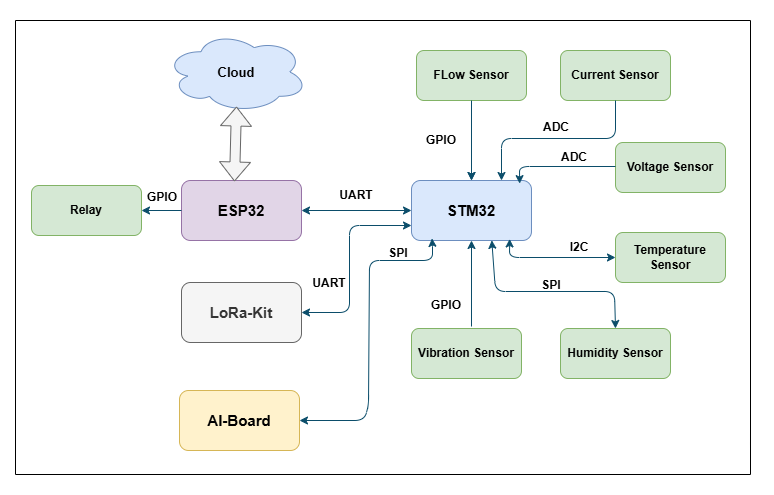 Cloud
FLow Sensor
Current Sensor
GPIO
ADC
ADC
Voltage Sensor
Relay
GPIO
ESP32
UART
STM32
I2C
Temperature
Sensor
SPI
UART
SPI
GPIO
LoRa-Kit
Vibration Sensor
Humidity Sensor
AI-Board